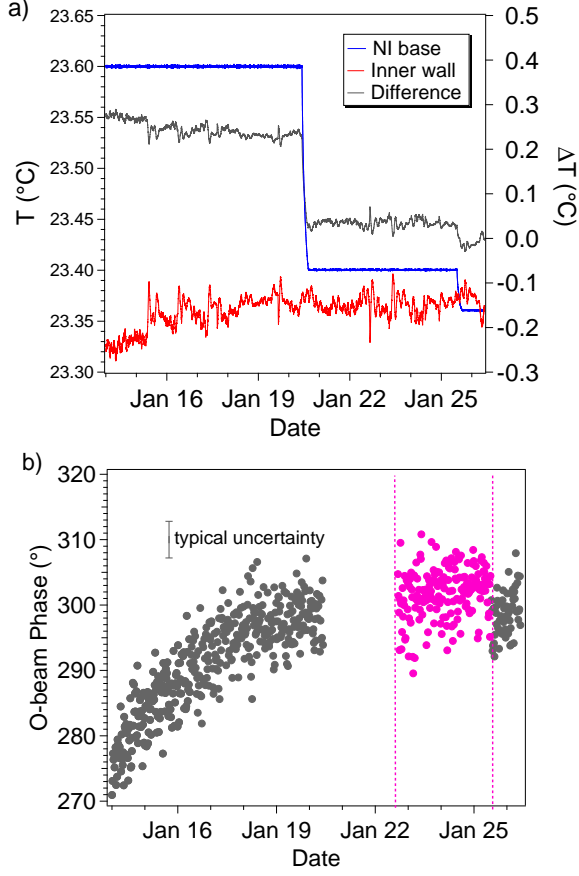 a)
23.65
23.60
23.55
23.50
23.45
23.40
23.35
23.30
T (°C)
0.5
0.4
0.3
0.2
0.1
0.0
-0.1
-0.2
-0.3
ΔT (°C)
NI base
Inner wall
Difference
Jan 16 Jan 19 Jan 22 Jan 25
Date
b)
320
310
300
290
280
270
O-beam Phase (°)
typical uncertainty
Jan 16 Jan 19 Jan 22 Jan 25
Date